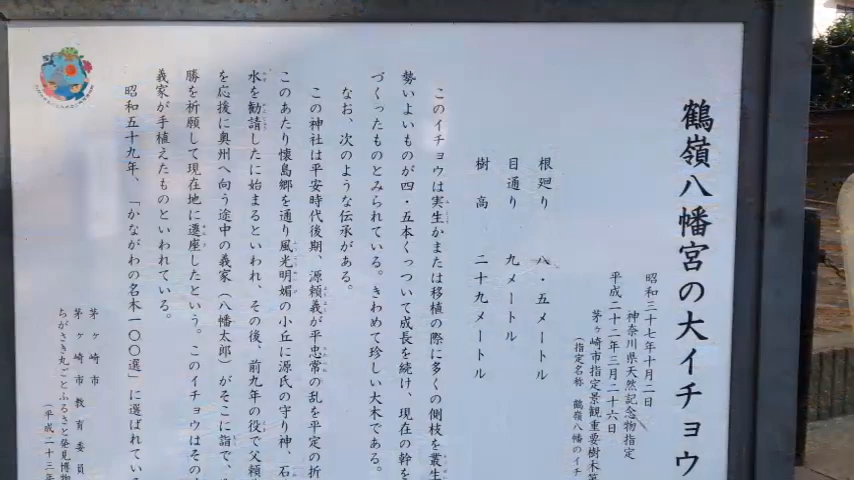 鶴嶺八幡宮の大イチョウ
昭和三十七年十月二日
神奈川県天然記念物指定
平成二十二年三月二十六日
茅ヶ崎市指定景観重要樹木第
(指定名称 鶴嶺八幡のイチ
根廻り 八・五メートル
目通り 九メートル
樹高 二十九メートル
このイチョウは実生かまたは移植の際に多くの側枝を叢生
勢いよいものが四・五本くっついて成長を続け、現在の幹を
づくったものとみられている。きわめて珍しい大木である。
なお、次のような伝承がある。
この神社は平安時代後期、源頼義が平忠常の乱を平定の折
このあたり懐島郷を通り風光明媚の小丘に源氏の守り神、石
水を勧請したに始まるといわれ、その後、前九年の役で父頼
を応後に奥州へ向う途中の義家(八幡太郎)がそこに詣で、
勝を祈願して現在地に遷座したという。このイチョウはその
義家が手植えたものといわれている。
昭和五十九年、「かながわの名木一〇〇選」に選ばれてい
茅ヶ崎市
茅ヶ崎市教育委員
ちがさき丸ごとふるさと発見博物
(平成二十三年